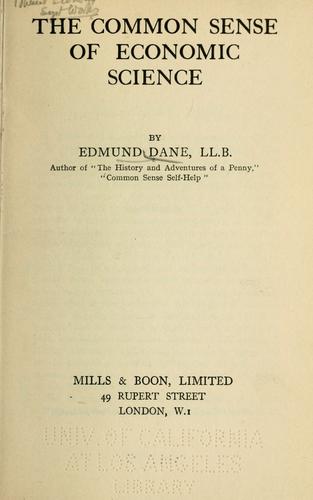 THE COMMON SENSE
OF ECONOMIC
SCIENCE
BY
EDMUND DANE, LL.B.
Author of "The History and Adventures of a Penny,"
"Common Sense Self-Help"
MILLS & BOON, LIMITED
49 RUPERT STREET
LONDON, W.1
UNIV. OF CALIFORNIA
AT LOS ANGELES
LIBRARY